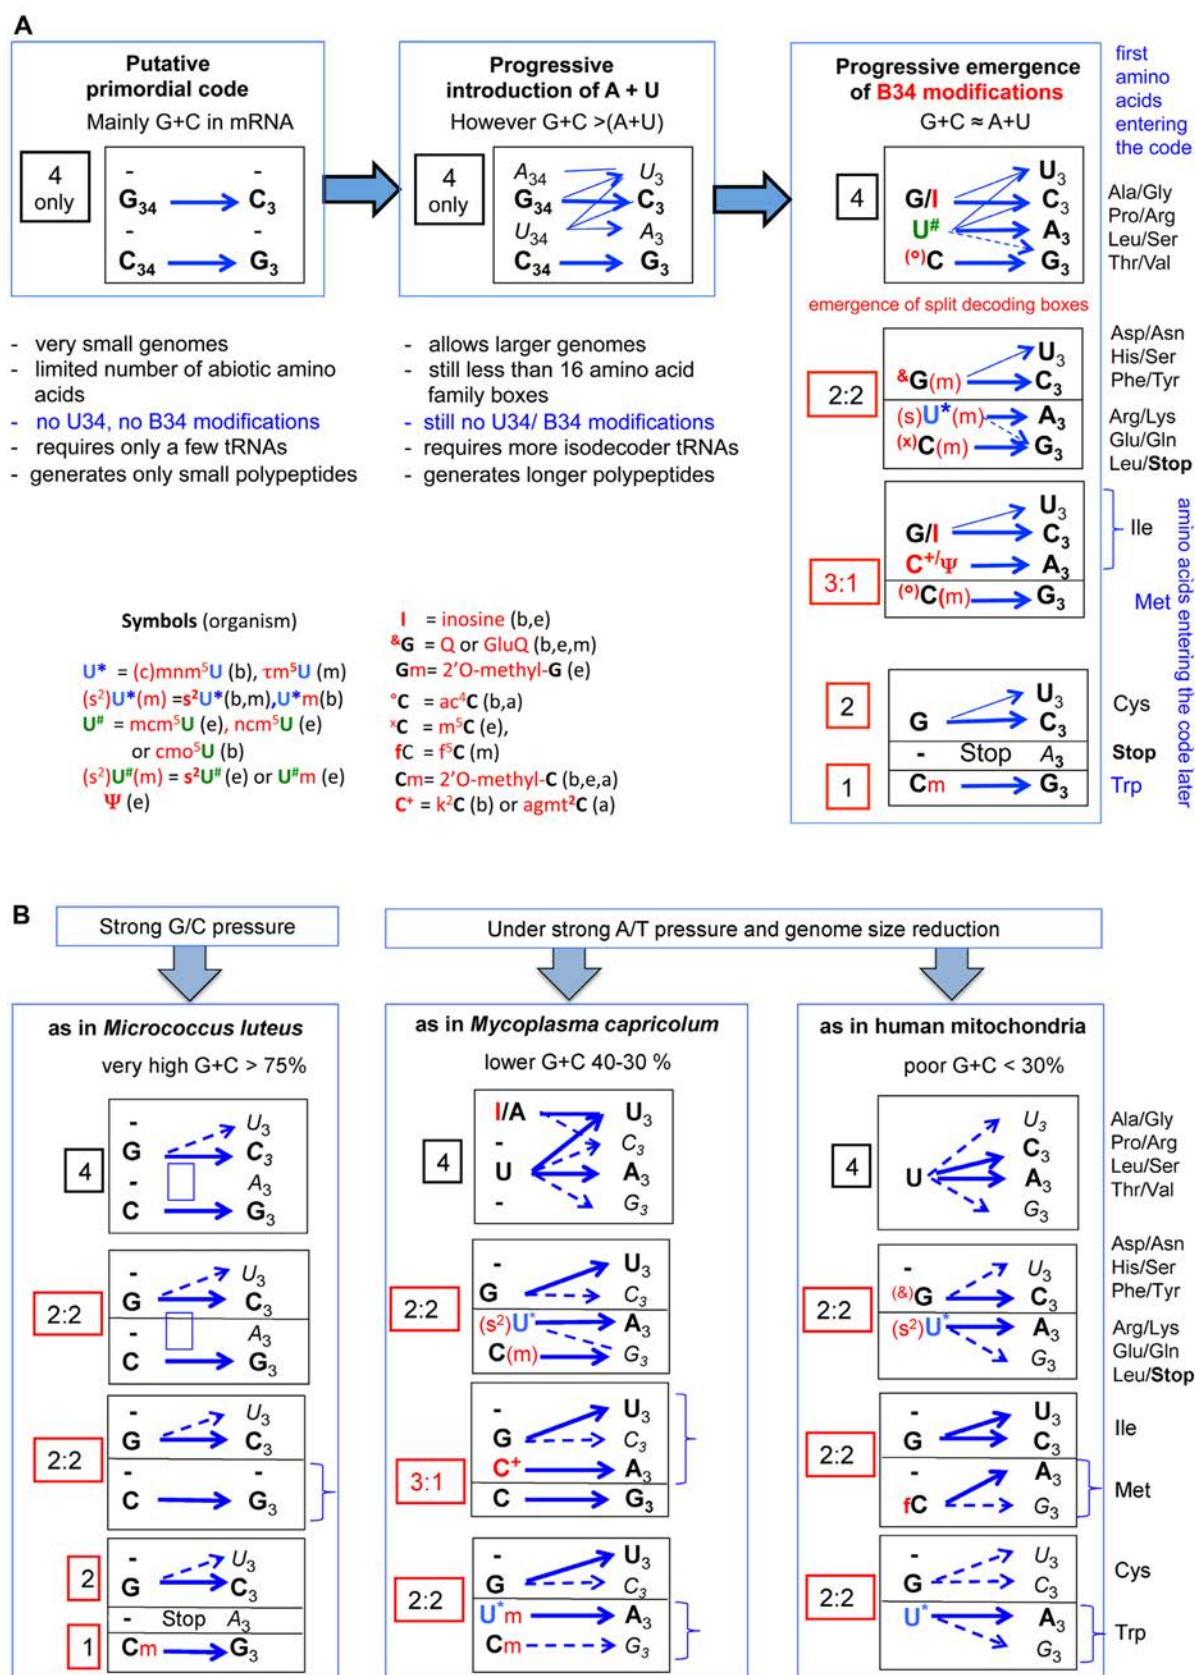 A
Putative
primordial code
Mainly G+C in mRNA
4
only
-
-
G34
C3
-
-
C34
G3
Progressive
introduction of A + U
However G+C >(A+U)
4
only
A34
U3
G34
C3
U34
A3
C34
G3
Progressive emergence
of B34 modifications
G+C ≈ A+U
4
U3
G/I
C3
U#
A3
(°)C
G3
first
amino
acids
entering
the code
Ala/Gly
Pro/Arg
Leu/Ser
Thr/Val
- very small genomes
- limited number of abiotic amino
acids
- no U34, no B34 modifications
- requires only a few tRNAs
- generates only small polypeptides
- allows larger genomes
- still less than 16 amino acid
family boxes
- still no U34/ B34 modifications
- requires more isodecoder tRNAs
- generates longer polypeptides
emergence of split decoding boxes
2:2
U3
&G(m)
C3
(s)U*(m)
A3
(x)C(m)
G3
Asp/Asn
His/Ser
Phe/Tyr
Arg/Lys
Glu/Gln
Leu/Stop
3:1
U3
G/I
C3
C+/Ψ
A3
(°)C(m)
G3
Ile
Met
2
U3
G
C3
- Stop A3
1
Cm
G3
Cys
Stop
Trp
amino acids entering the code later
Symbols (organism)
U* = (c)mnm5U (b), τm5U (m)
(s2)U*(m) =s2U*(b,m),U*m(b)
U# = mcm5U (e), ncm5U (e)
or cmo5U (b)
(s2)U#(m) = s2U# (e) or U#m (e)
Ψ (e)
I = inosine (b,e)
&G = Q or GluQ (b,e,m)
Gm= 2'O-methyl-G (e)
°C = ac4C (b,a)
xC = m5C (e),
fC = f5C (m)
Cm= 2'O-methyl-C (b,e,a)
C+ = k2C (b) or agmt2C (a)
B
Strong G/C pressure
Under strong A/T pressure and genome size reduction
as in Micrococcus luteus
very high G+C > 75%
4
-
U3
G
C3
-
A3
C
G3
2:2
-
U3
G
C3
-
A3
C
G3
2:2
-
U3
G
C3
-
-
C
G3
2
-
U3
G
C3
- Stop A3
1
Cm
G3
as in Mycoplasma capricolum
lower G+C 40-30 %
4
I/A
U3
-
C3
U
A3
-
G3
2:2
-
U3
G
C3
(s2)U*
A3
C(m)
G3
3:1
-
U3
G
C3
C+
A3
C
G3
2:2
-
U3
G
C3
U*m
A3
Cm
G3
as in human mitochondria
poor G+C < 30%
4
U3
C3
U
A3
G3
Ala/Gly
Pro/Arg
Leu/Ser
Thr/Val
2:2
-
U3
(&)G
C3
(s2)U*
A3
G3
Asp/Asn
His/Ser
Phe/Tyr
Arg/Lys
Glu/Gln
Leu/Stop
2:2
-
U3
G
C3
-
A3
fC
G3
Ile
Met
2:2
-
U3
G
C3
U*
A3
G3
Cys
Trp